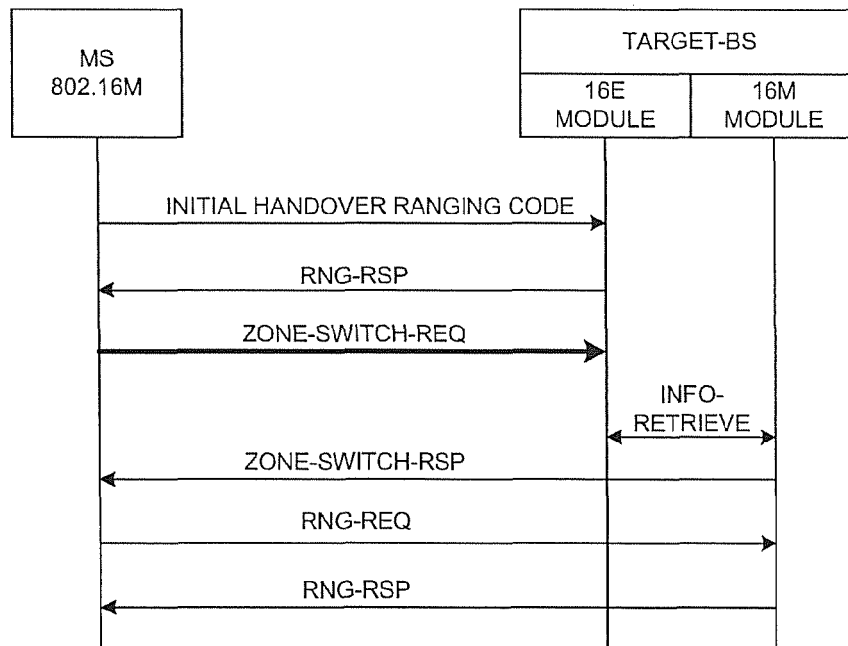 MS
802.16M
TARGET-BS
16E
MODULE
16M
MODULE
INITIAL HANDOVER RANGING CODE
RNG-RSP
ZONE-SWITCH-REQ
INFO-
RETRIEVE
ZONE-SWITCH-RSP
RNG-REQ
RNG-RSP